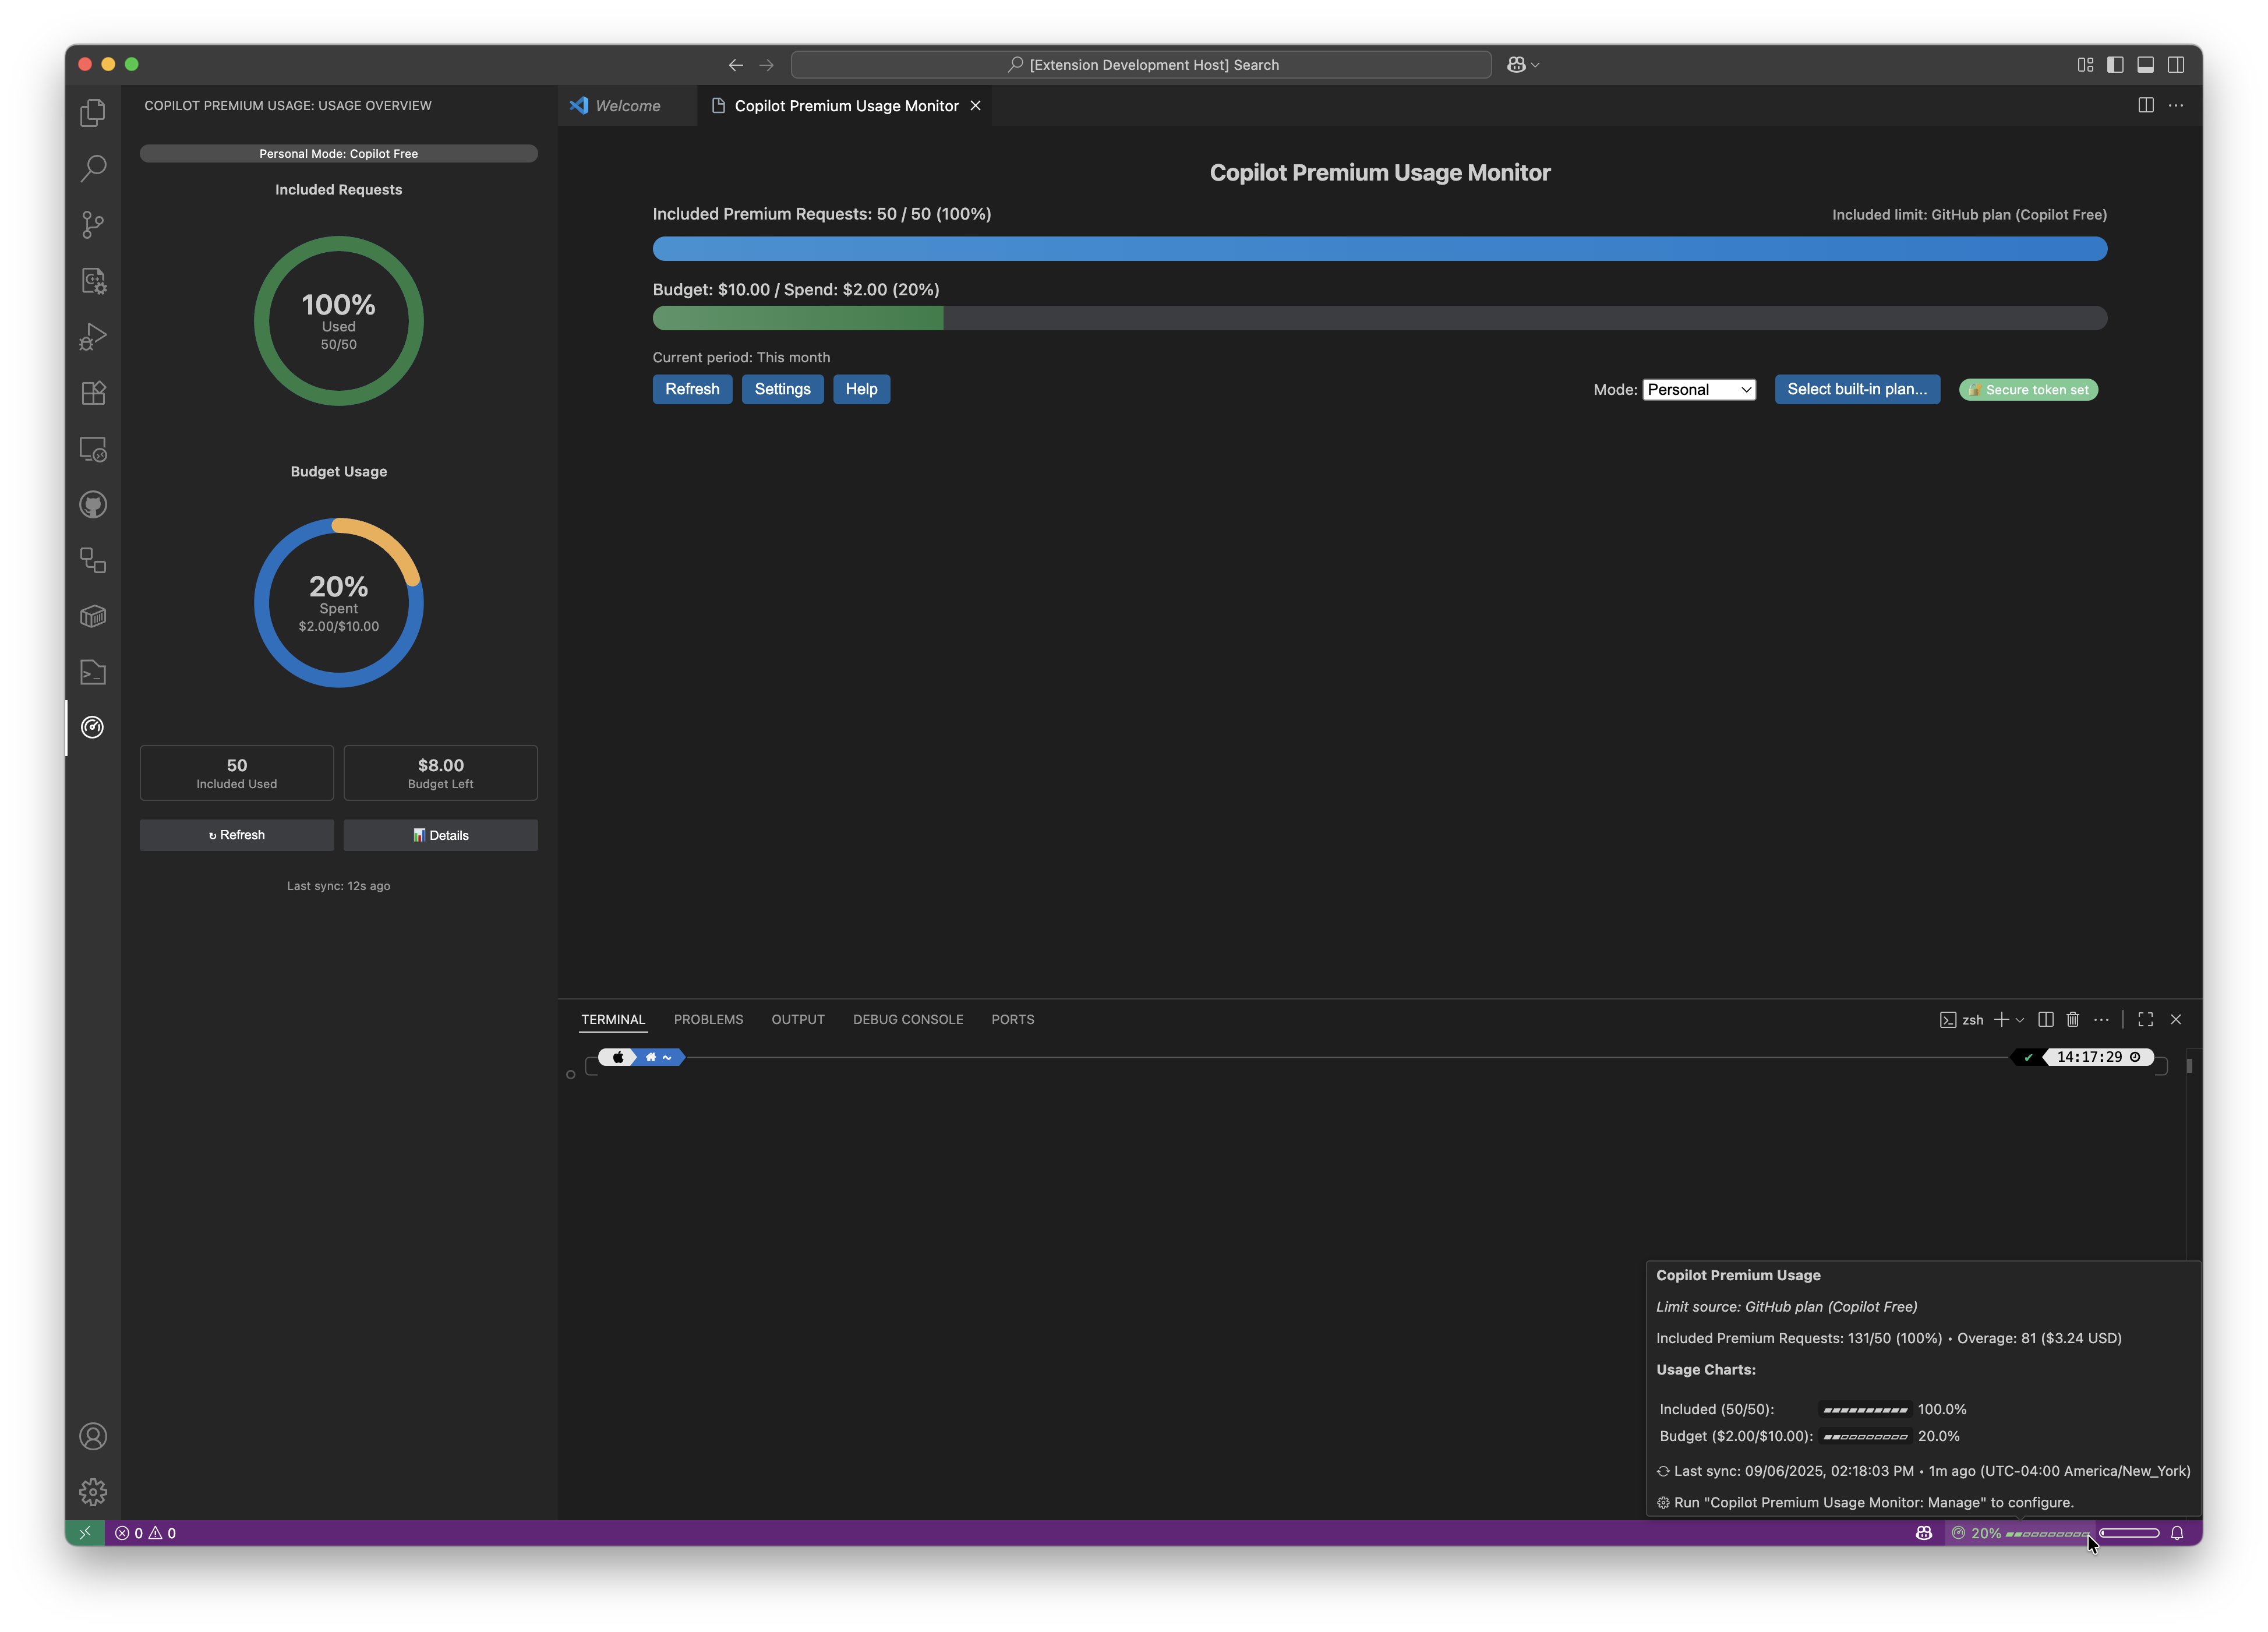 [Extension Development Host] Search
COPILOT PREMIUM USAGE: USAGE OVERVIEW
Personal Mode: Copilot Free
Included Requests
100%
Used
50/50
Budget Usage
20%
Spent
$2.00/$10.00
50
Included Used
$8.00
Budget Left
↻ Refresh
📊 Details
Last sync: 12s ago
Welcome
Copilot Premium Usage Monitor
Copilot Premium Usage Monitor
Included Premium Requests: 50 / 50 (100%)
Included limit: GitHub plan (Copilot Free)
Budget: $10.00 / Spend: $2.00 (20%)
Current period: This month
Refresh
Settings
Help
Mode: Personal
Select built-in plan...
🔐 Secure token set
TERMINAL
PROBLEMS
OUTPUT
DEBUG CONSOLE
PORTS
zsh
~
✔
14:17:29
Copilot Premium Usage
Limit source: GitHub plan (Copilot Free)
Included Premium Requests: 131/50 (100%) • Overage: 81 ($3.24 USD)
Usage Charts:
Included (50/50): ▰▰▰▰▰▰▰▰▰▰ 100.0%
Budget ($2.00/$10.00): ▰▰▱▱▱▱▱▱▱▱ 20.0%
Last sync: 09/06/2025, 02:18:03 PM • 1m ago (UTC-04:00 America/New_York)
Run "Copilot Premium Usage Monitor: Manage" to configure.
0
0
20% ▰▰▱▱▱▱▱▱▱▱